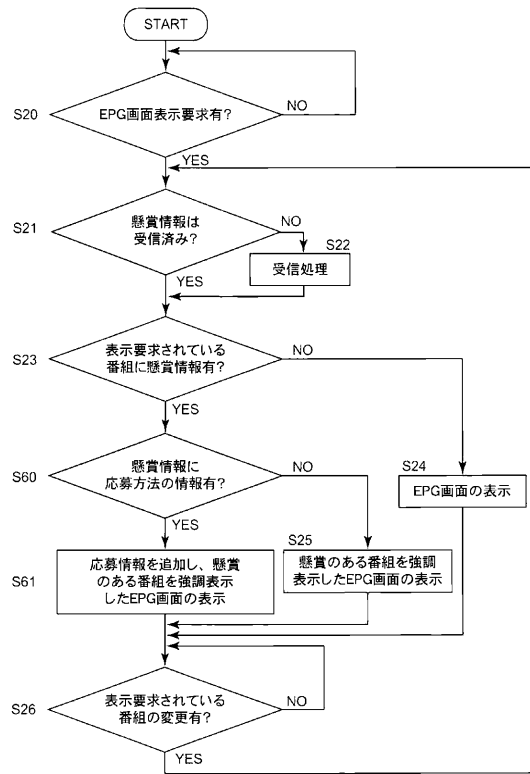 START
S20
EPG画面表示要求有?
NO
YES
S21
懸賞情報は
受信済み?
NO
S22
受信処理
YES
S23
表示要求されている
番組に懸賞情報有?
NO
YES
S60
懸賞情報に
応募方法の情報有?
NO
S24
EPG画面の表示
YES
S25
S61
応募情報を追加し、懸賞
のある番組を強調表示
したEPG画面の表示
懸賞のある番組を強調
表示したEPG画面の表示
S26
表示要求されている
番組の変更有?
NO
YES